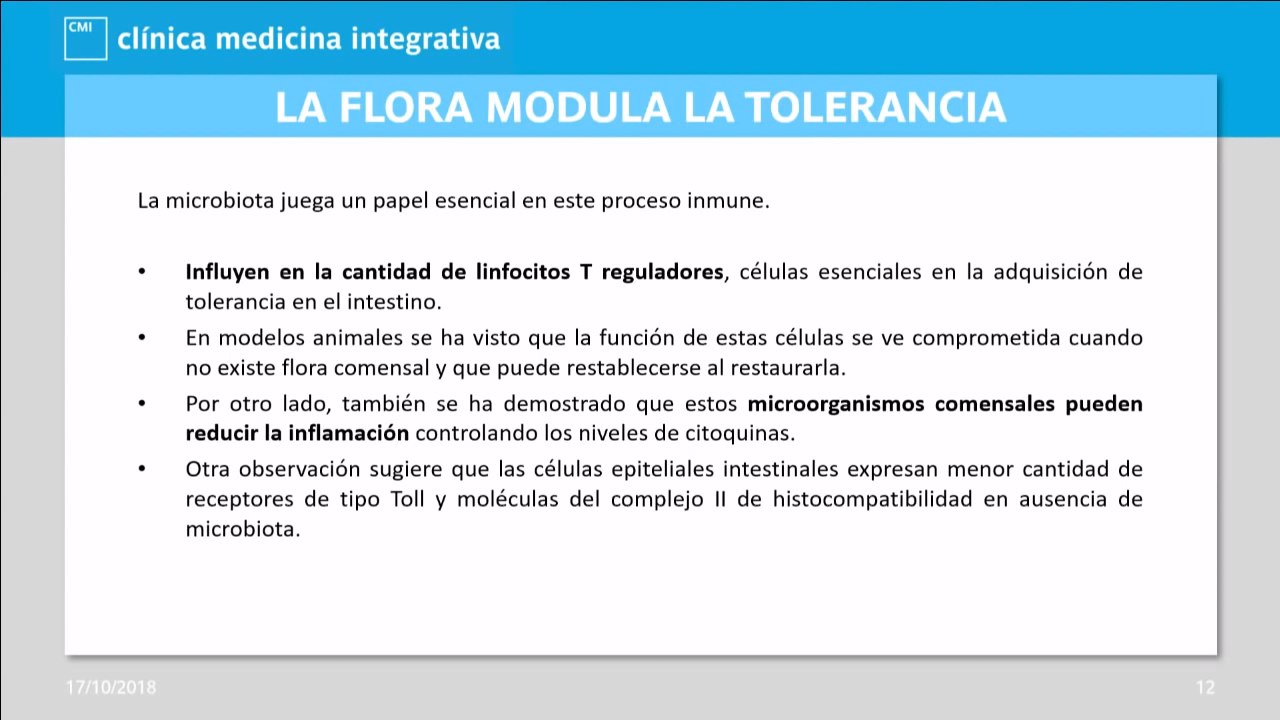 CMI
clínica medicina integrativa
LA FLORA MODULA LA TOLERANCIA
La microbiota juega un papel esencial en este proceso inmune.
• Influyen en la cantidad de linfocitos T reguladores, células esenciales en la adquisición de
tolerancia en el intestino.
• En modelos animales se ha visto que la función de estas células se ve comprometida cuando
no existe flora comensal y que puede restablecerse al restaurarla.
• Por otro lado, también se ha demostrado que estos microorganismos comensales pueden
reducir la inflamación controlando los niveles de citoquinas.
• Otra observación sugiere que las células epiteliales intestinales expresan menor cantidad de
receptores de tipo Toll y moléculas del complejo II de histocompatibilidad en ausencia de
microbiota.
17/10/2018
12